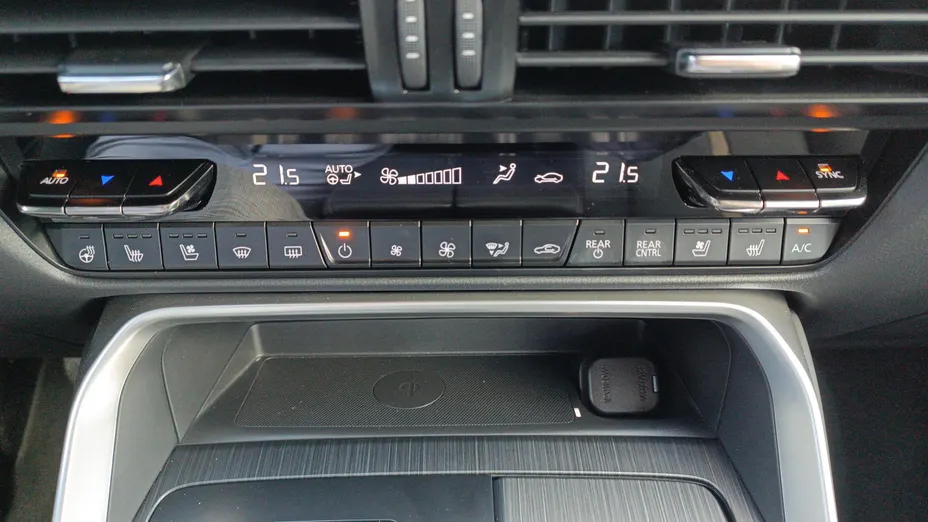 21.5
AUTO
21.5
AUTO
SYNC
REAR
REAR
CNTRL
A/C